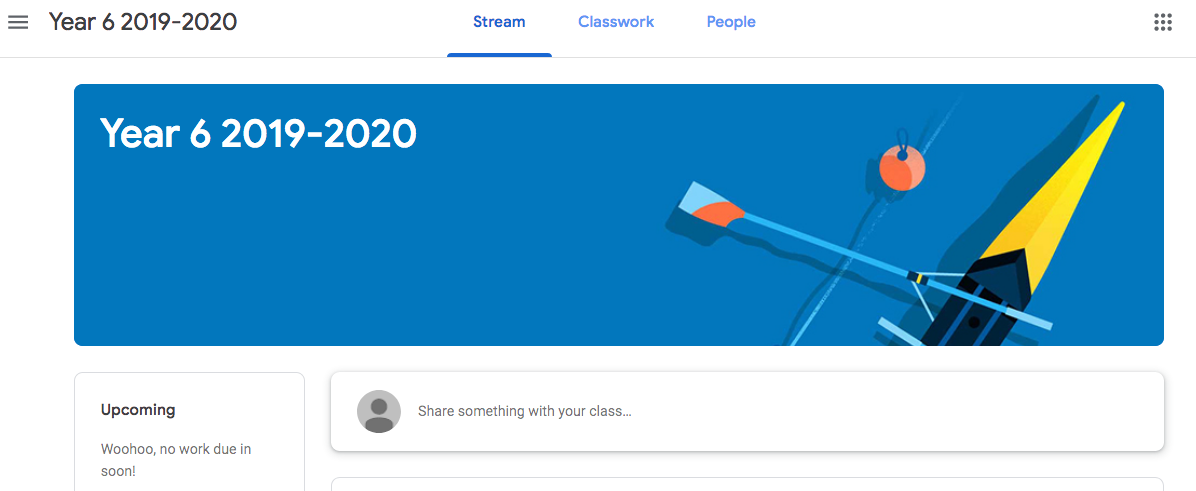 Year 6 2019-2020
Stream
Classwork
People
Year 6 2019-2020
Upcoming
Woohoo, no work due in
soon!
Share something with your class...